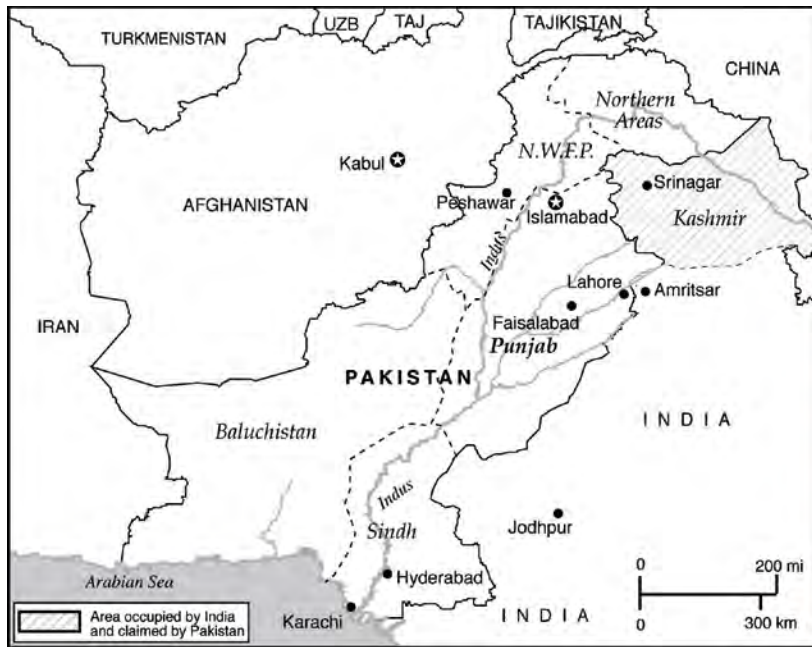 TURKMENISTAN
UZB
TAJ
TAJIKISTAN
CHINA
Northern
Areas
N.W.F.P.
Kabul
Srinagar
Peshawar
Islamabad
Kashmir
AFGHANISTAN
Indus
Lahore
Amritsar
IRAN
Faisalabad
Punjab
PAKISTAN
INDIA
Baluchistan
Indus
Sindh
Jodhpur
0
200 mi
0
300 km
Arabian Sea
Hyderabad
INDIA
Karachi
Area occupied by India
and claimed by Pakistan